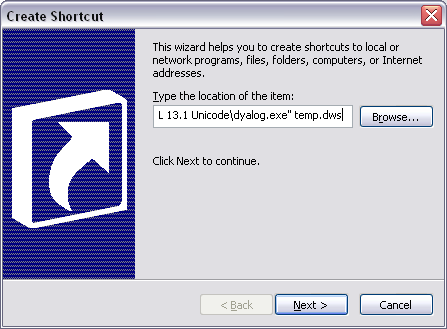 Create Shortcut
This wizard helps you to create shortcuts to local or
network programs, files, folders, computers, or Internet
addresses.
Type the location of the item:
L 13.1 Unicode\dyalog.exe" temp.dws
Browse...
Click Next to continue.
< Back
Next >
Cancel